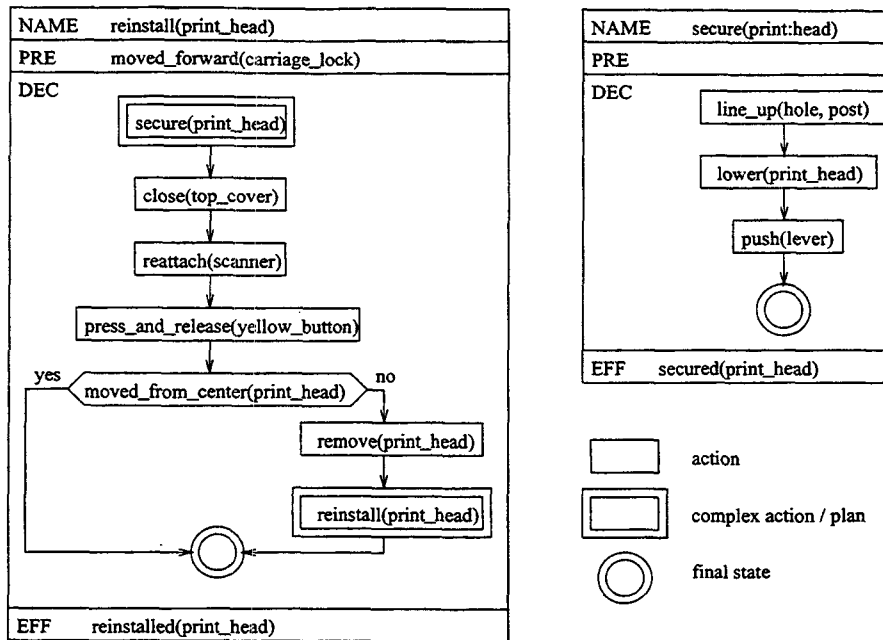 NAME reinstall(print_head)
PRE moved_forward(carriage_lock)
DEC
secure(print_head)
close(top_cover)
reattach(scanner)
press_and_release(yellow_button)
yes
moved_from_center(print_head)
no
remove(print_head)
reinstall(print_head)
EFF reinstalled(print_head)
NAME secure(print:head)
PRE
DEC
line_up(hole, post)
lower(print_head)
push(lever)
EFF secured(print_head)
action
complex action / plan
final state